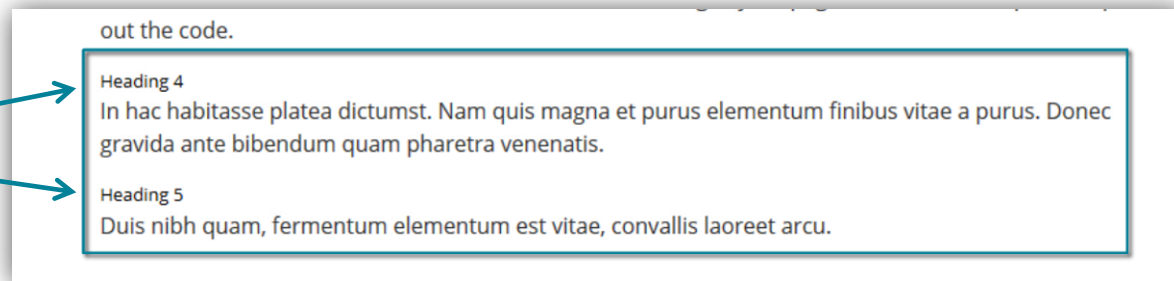 out the code.
Heading 4
In hac habitasse platea dictumst. Nam quis magna et purus elementum finibus vitae a purus. Donec
gravida ante bibendum quam pharetra venenatis.
Heading 5
Duis nibh quam, fermentum elementum est vitae, convallis laoreet arcu.